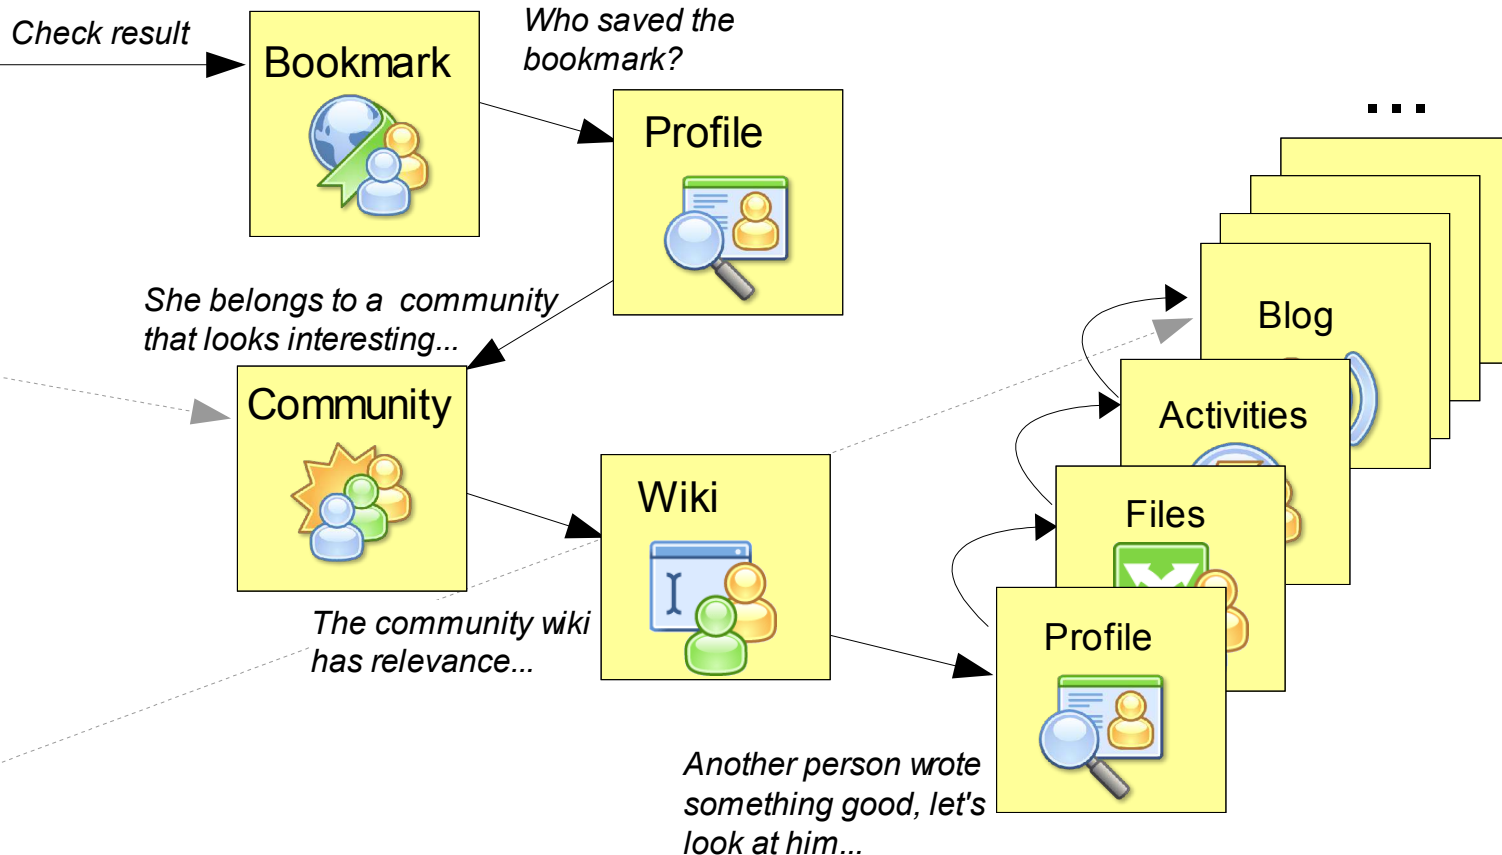 Check result
Bookmark
Who saved the
bookmark?
Profile
She belongs to a community
that looks interesting...
Community
The community wiki
has relevance...
Wiki
Another person wrote
something good, let's
look at him...
Profile
Files
Activities
Blog
...